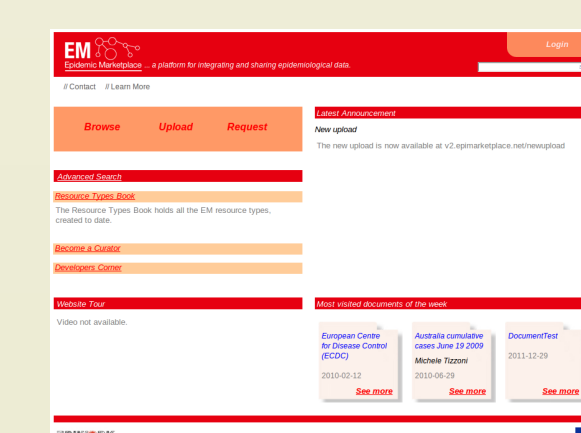 EM
Epidemic Marketplace ... a platform for integrating and sharing epidemiological data.
Login
// Contact // Learn More
Browse Upload Request
Latest Announcement
New upload
The new upload is now available at v2.epimarketplace.net/newupload
Advanced Search
Resource Types Book
The Resource Types Book holds all the EM resource types,
created to date.
Become a Curator
Developers Corner
Website Tour
Video not available.
Most visited documents of the week
European Centre
for Disease Control
(ECDC)
2010-02-12
See more
Australia cumulative
cases June 19 2009
Michele Tizzoni
2010-06-29
See more
DocumentTest
2011-12-29
See more